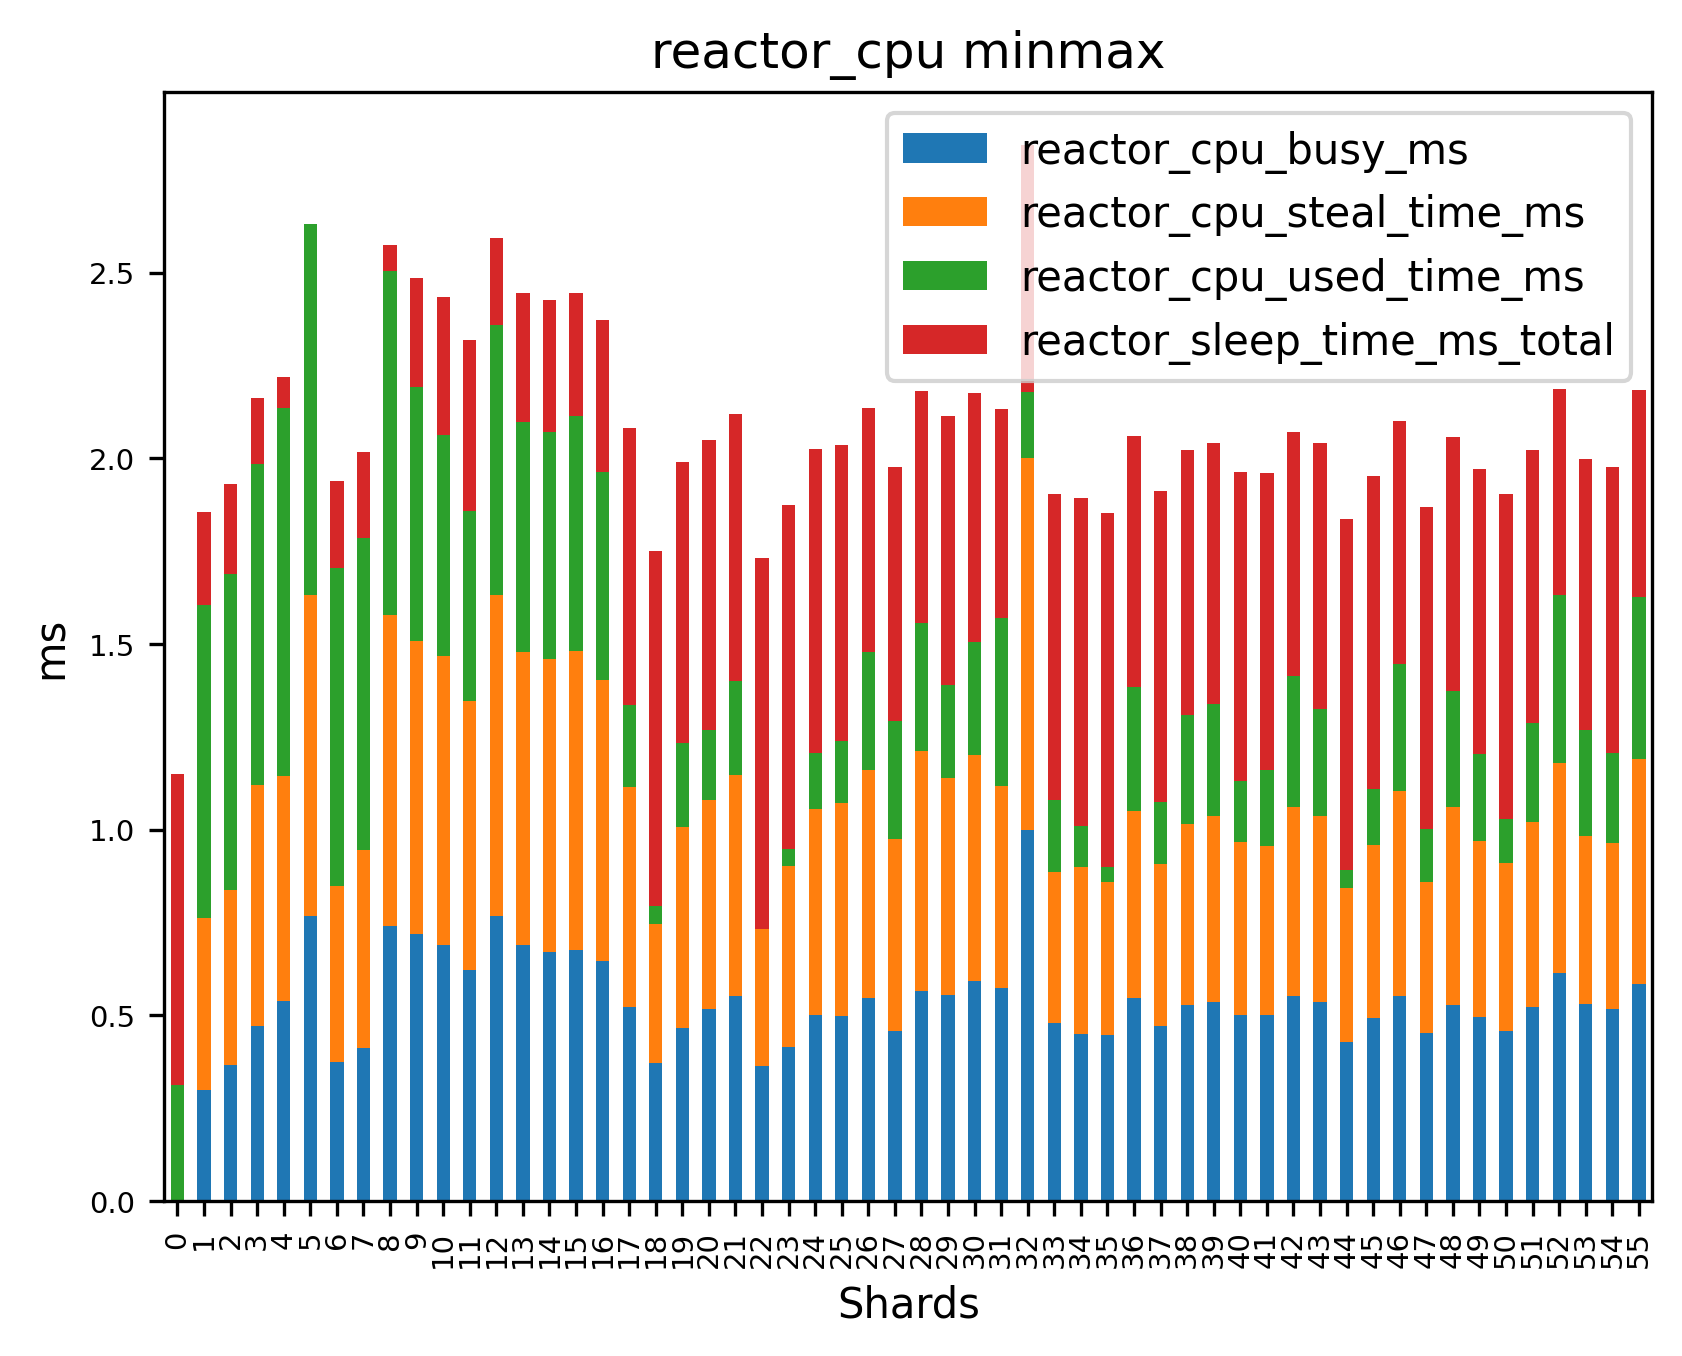 reactor_cpu minmax
reactor_cpu_busy_ms
reactor_cpu_steal_time_ms
reactor_cpu_used_time_ms
reactor_sleep_time_ms_total
ms
2.5
2.0
1.5
1.0
0.5
0.0
0 1 2 3 4 5 6 7 8 9 10 11 12 13 14 15 16 17 18 19 20 21 22 23 24 25 26 27 28 29 30 31 32 33 34 35 36 37 38 39 40 41 42 43 44 45 46 47 48 49 50 51 52 53 54 55
Shards